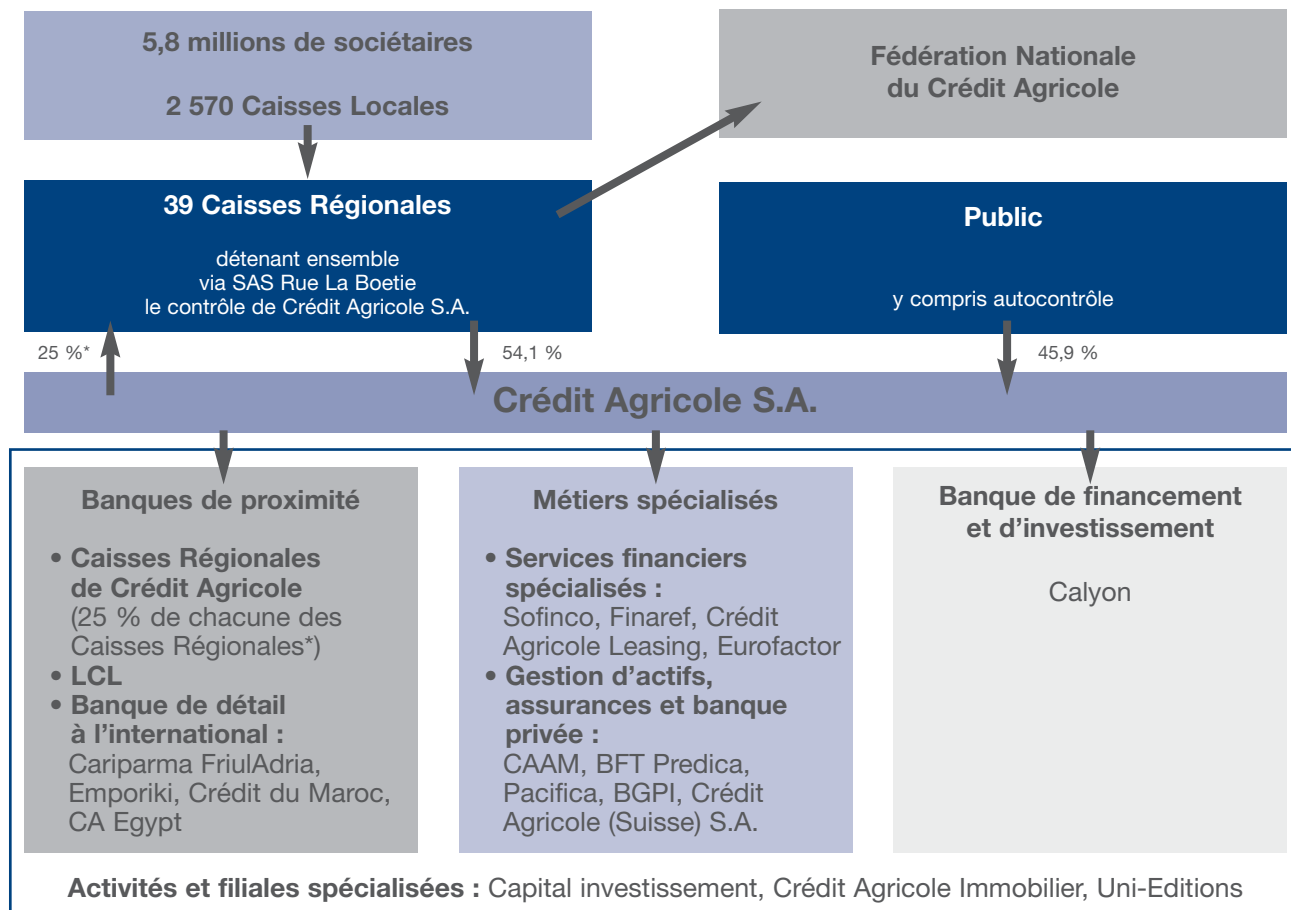 5,8 millions de sociétaires
2 570 Caisses Locales
Fédération Nationale
du Crédit Agricole
39 Caisses Régionales
détenant ensemble
via SAS Rue La Boetie
le contrôle de Crédit Agricole S.A.
Public
y compris autocontrôle
25 %*
54,1 %
45,9 %
Crédit Agricole S.A.
Banques de proximité
• Caisses Régionales
de Crédit Agricole
(25 % de chacune des
Caisses Régionales*)
• LCL
• Banque de détail
à l’international :
Cariparma FriulAdria,
Emporiki, Crédit du Maroc,
CA Egypt
Métiers spécialisés
• Services financiers
spécialisés :
Sofinco, Finaref, Crédit
Agricole Leasing, Eurofactor
• Gestion d’actifs,
assurances et banque
privée :
CAAM, BFT Predica,
Pacifica, BGPI, Crédit
Agricole (Suisse) S.A.
Banque de financement
et d’investissement
Calyon
Activités et filiales spécialisées : Capital investissement, Crédit Agricole Immobilier, Uni-Editions